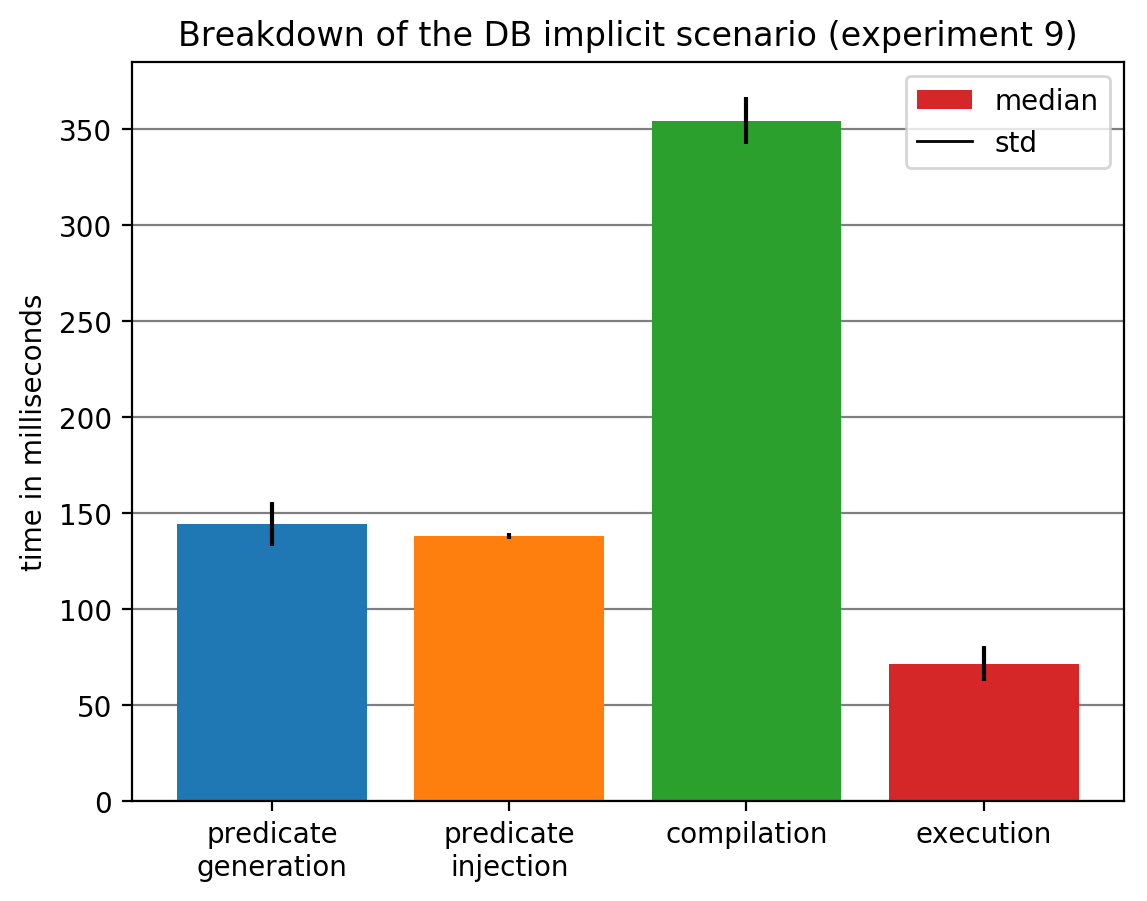 Breakdown of the DB implicit scenario (experiment 9)
median
std
350
300
250
200
150
100
50
0
time in milliseconds
predicate
generation
predicate
injection
compilation
execution